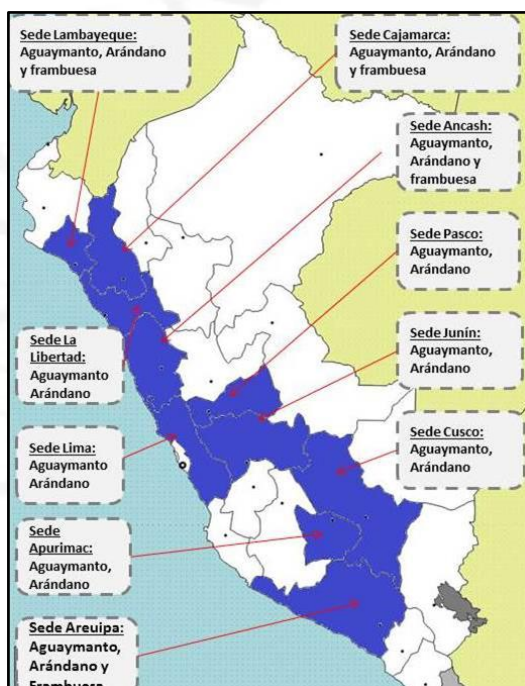 Sede Lambayeque:
Aguaymanto, Arándano
y frambuesa
Sede Cajamarca:
Aguaymanto, Arándano
y frambuesa
Sede Ancash:
Aguaymanto,
Arándano y
frambuesa
Sede Pasco:
Aguaymanto,
Arándano
Sede La
Libertad:
Aguaymanto
Arándano
Sede Junín:
Aguaymanto,
Arándano
Sede Lima:
Aguaymanto
Arándano
Sede Cusco:
Aguaymanto,
Arándano
Sede
Apurimac:
Aguaymanto,
Arándano
Sede Areuipa:
Aguaymanto,
Arándano y
Frambuesa